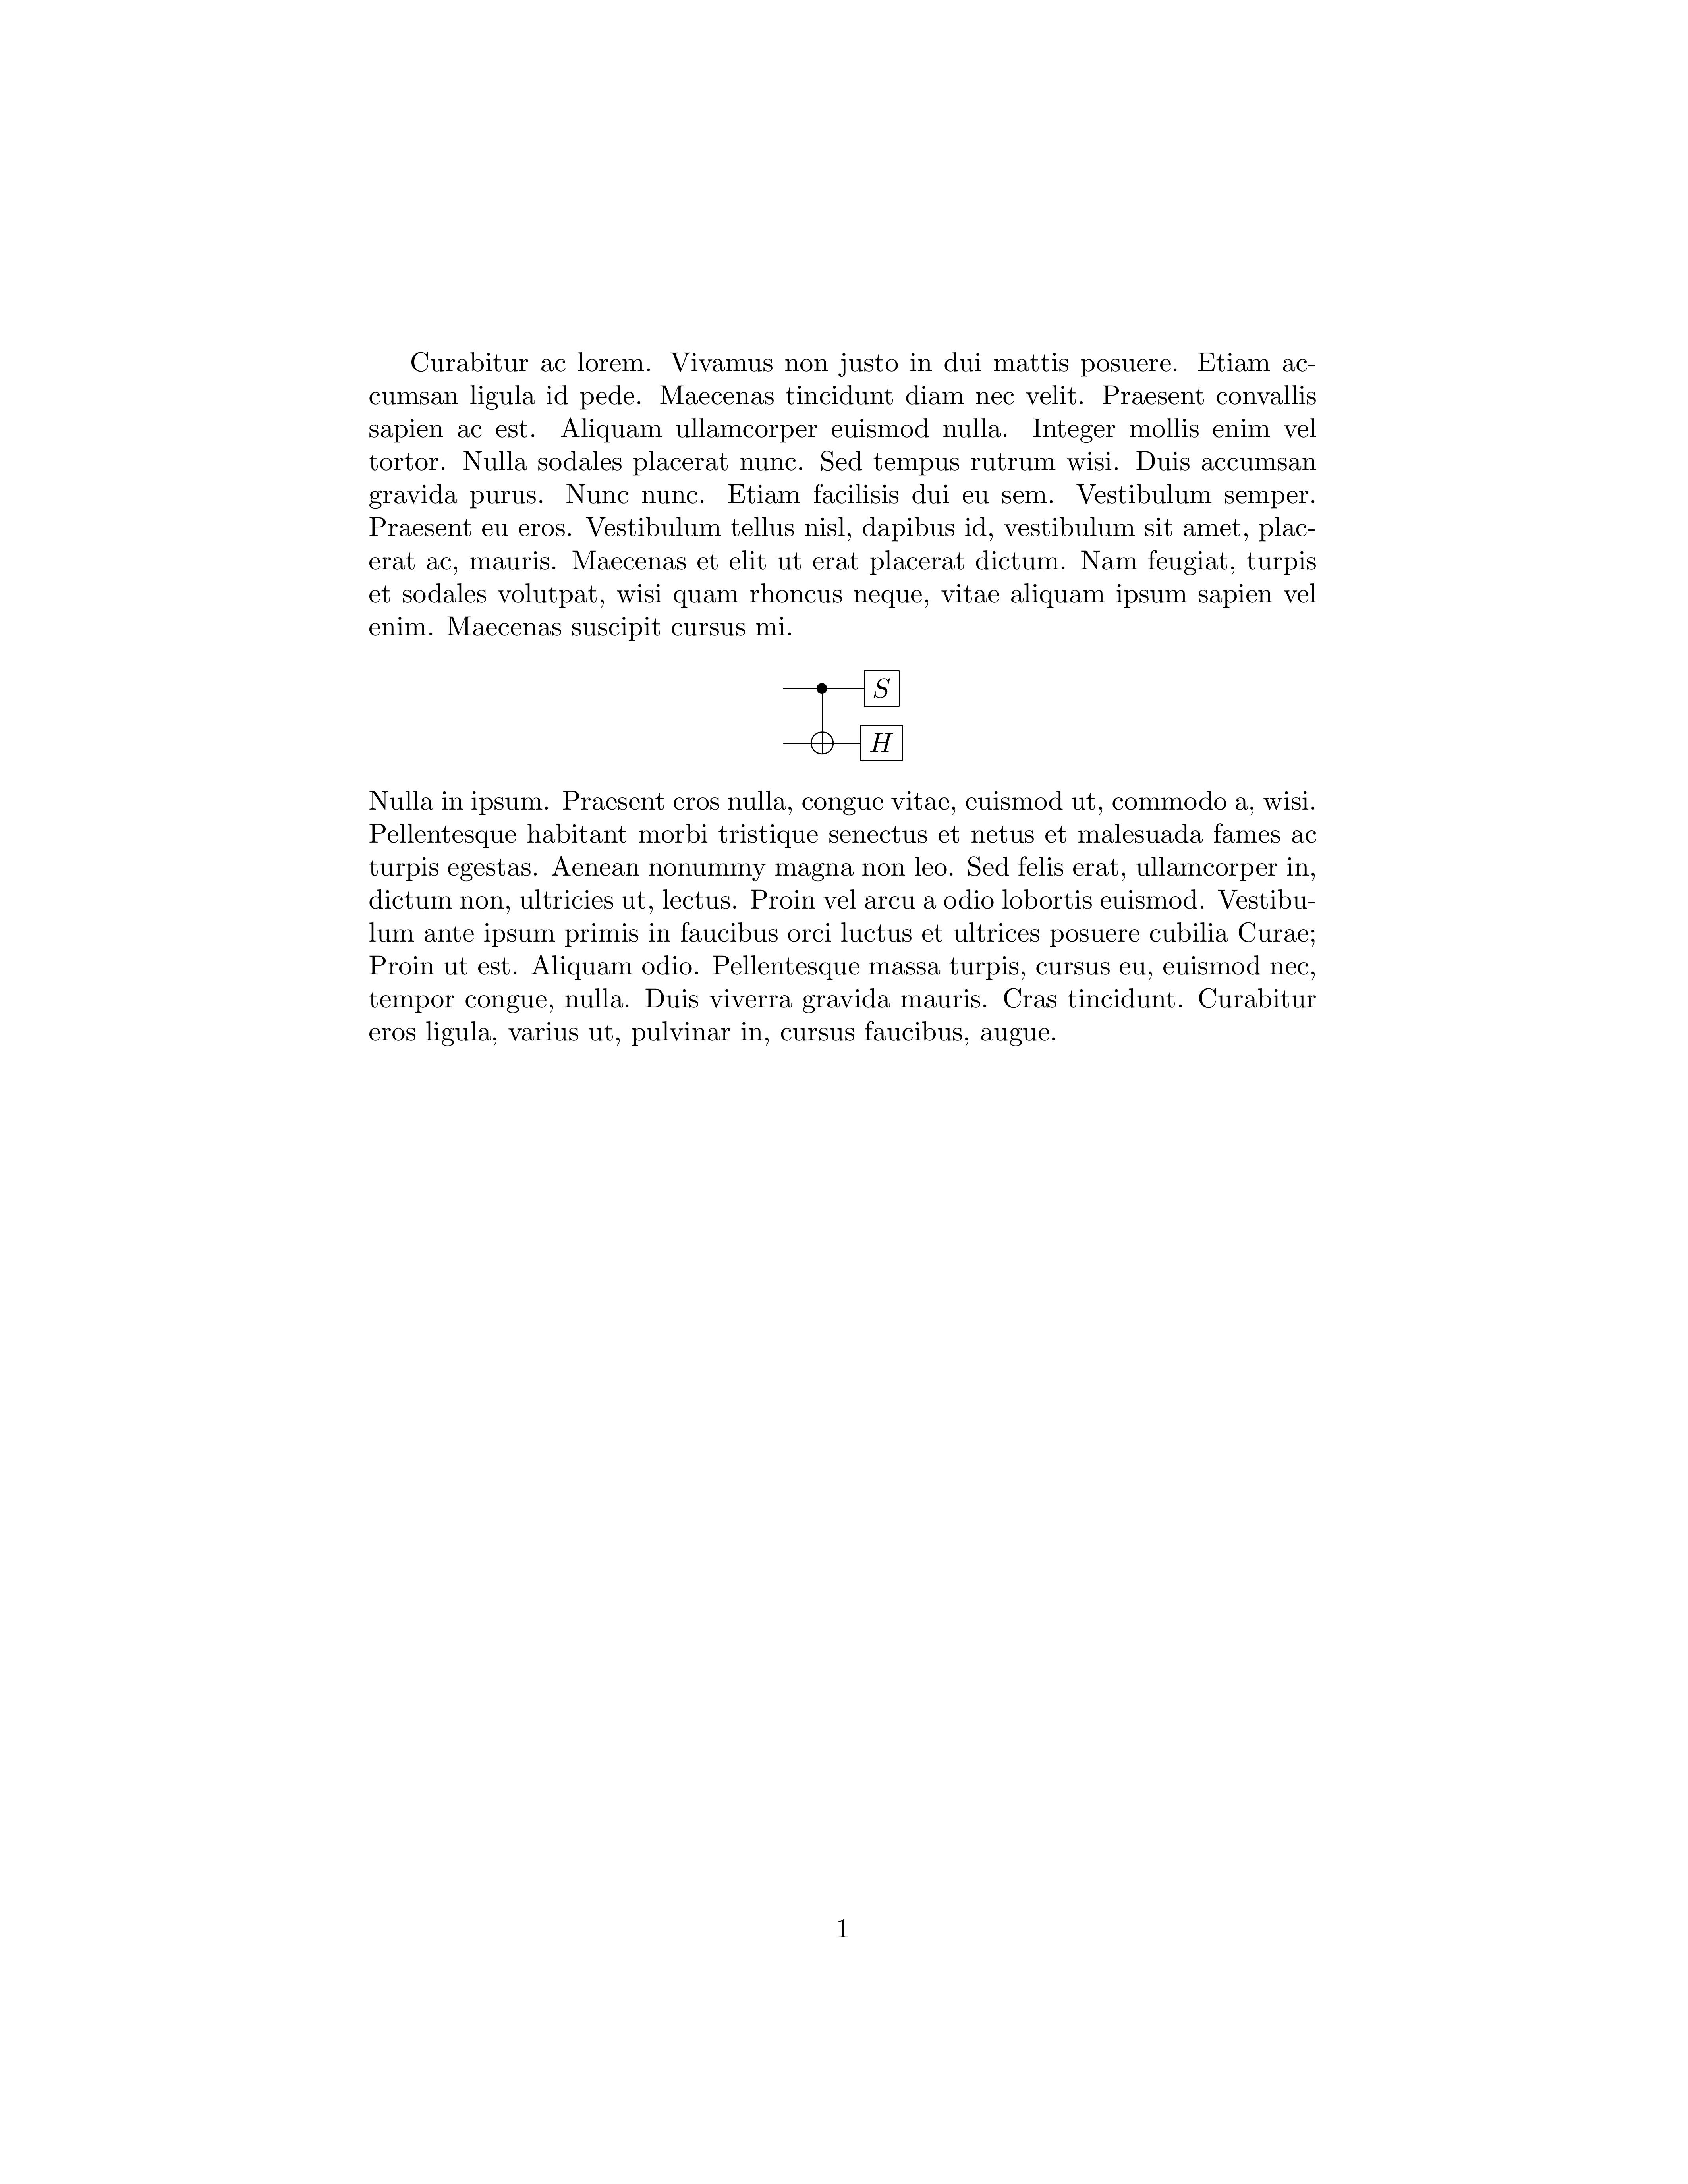 Curabitur ac lorem. Vivamus non justo in dui mattis posuere. Etiam ac-
cumsan ligula id pede. Maecenas tincidunt diam nec velit. Praesent convallis
sapien ac est. Aliquam ullamcorper euismod nulla. Integer mollis enim vel
tortor. Nulla sodales placerat nunc. Sed tempus rutrum wisi. Duis accumsan
gravida purus. Nunc nunc. Etiam facilisis dui eu sem. Vestibulum semper.
Praesent eu eros. Vestibulum tellus nisl, dapibus id, vestibulum sit amet, plac-
erat ac, mauris. Maecenas et elit ut erat placerat dictum. Nam feugiat, turpis
et sodales volutpat, wisi quam rhoncus neque, vitae aliquam ipsum sapien vel
enim. Maecenas suscipit cursus mi.
S
H
Nulla in ipsum. Praesent eros nulla, congue vitae, euismod ut, commodo a, wisi.
Pellentesque habitant morbi tristique senectus et netus et malesuada fames ac
turpis egestas. Aenean nonummy magna non leo. Sed felis erat, ullamcorper in,
dictum non, ultricies ut, lectus. Proin vel arcu a odio lobortis euismod. Vestibu-
lum ante ipsum primis in faucibus orci luctus et ultrices posuere cubilia Curae;
Proin ut est. Aliquam odio. Pellentesque massa turpis, cursus eu, euismod nec,
tempor congue, nulla. Duis viverra gravida mauris. Cras tincidunt. Curabitur
eros ligula, varius ut, pulvinar in, cursus faucibus, augue.
1